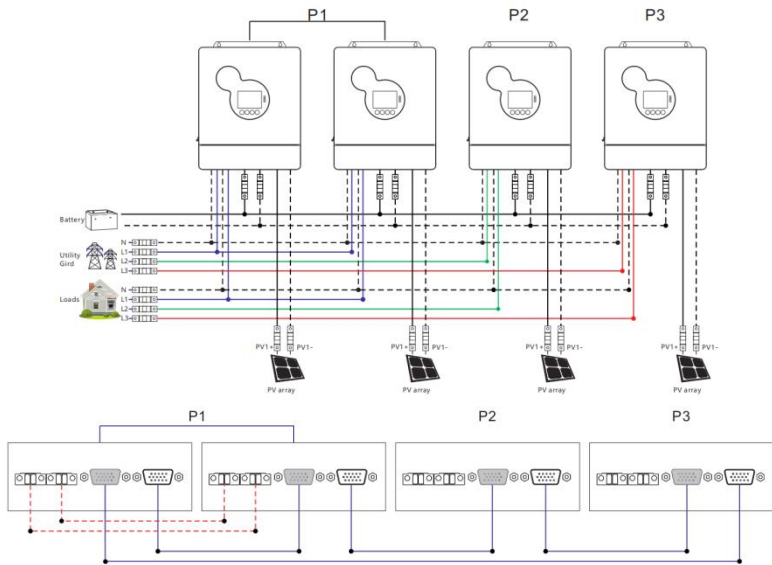 P1 P2 P3
Battery
Utility
Gird
N
L1
L2
L3
Loads
N
L1
L2
L3
PV1+ PV1- PV1+ PV1- PV1+ PV1- PV1+ PV1-
PV array PV array PV array PV array
P1 P2 P3